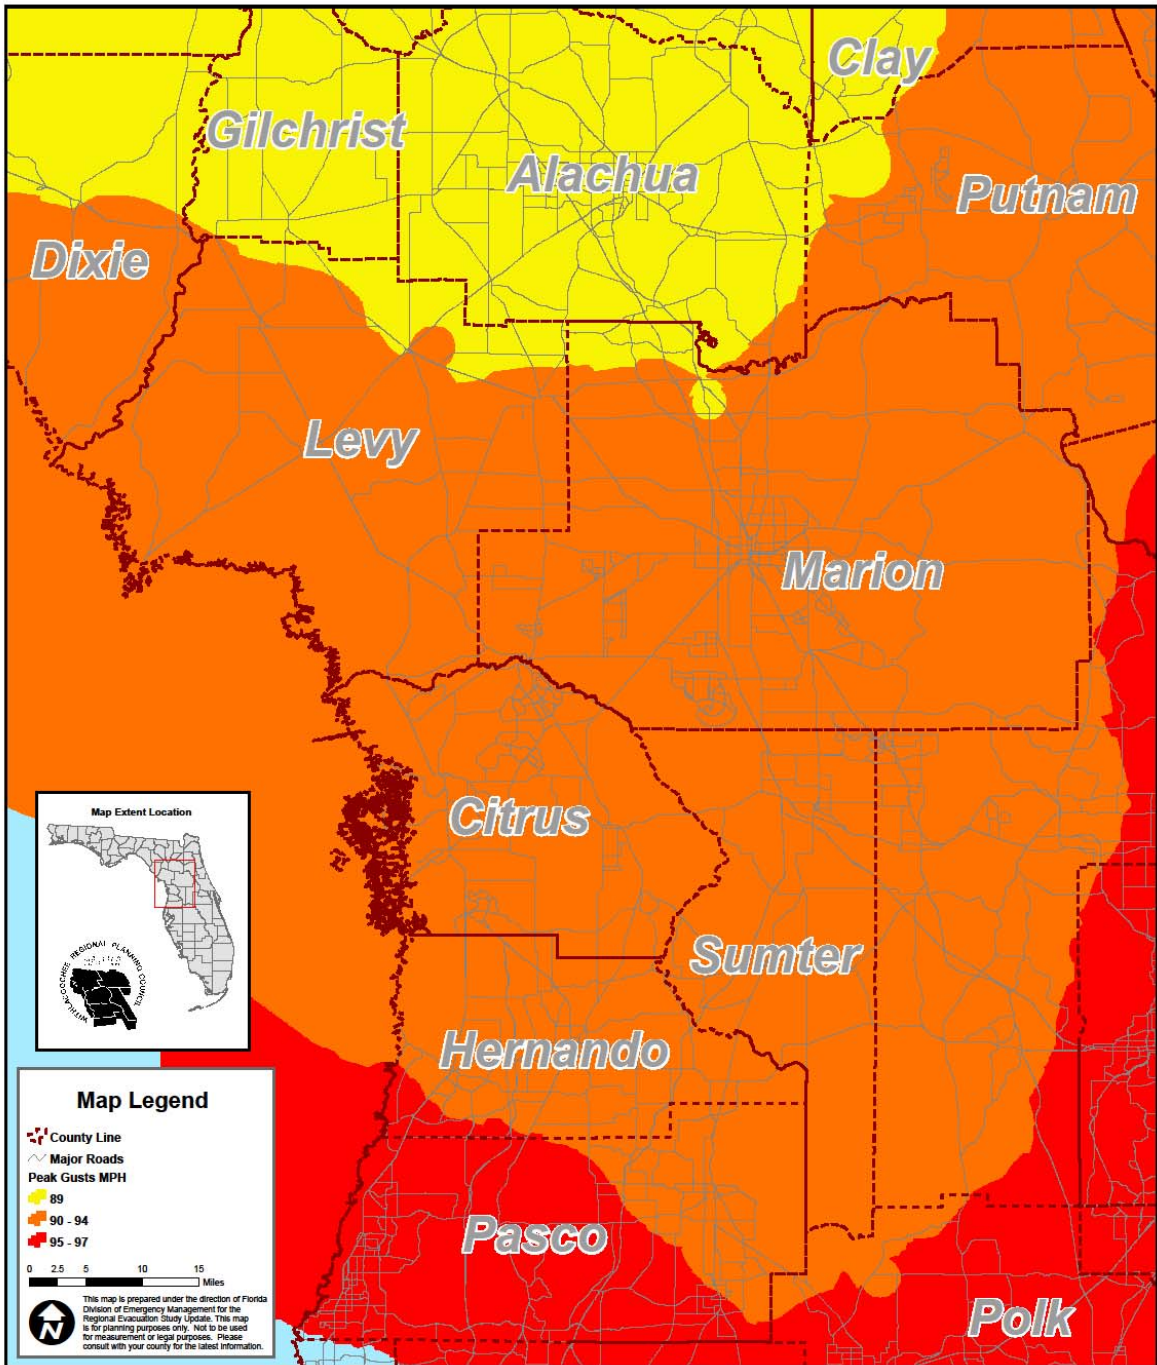 Clay
Gilchrist
Alachua
Putnam
Dixie
Levy
Marion
Citrus
Sumter
Hernando
Pasco
Polk
Map Extent Location
WITHLACOOCHEE REGIONAL PLANNING COUNCIL
Map Legend
County Line
Major Roads
Peak Gusts MPH
89
90 - 94
95 - 97
0 2.5 5 10 15
Miles
This map is prepared under the direction of Florida
Division of Emergency Management for the
Regional Evacuation Study Update. This map
is for planning purposes only. Not to be used
for measurement or legal purposes. Please
consult with your county for the latest information.
N